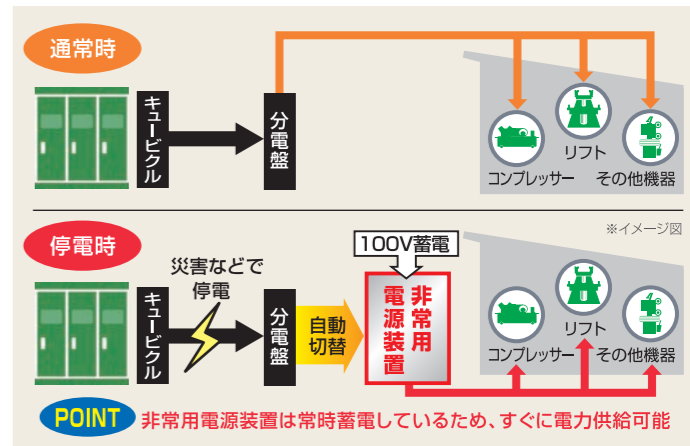 通常時
キュービクル
分電盤
コンプレッサー
リフト
その他機器
※イメージ図
停電時
災害などで
停電
キュービクル
分電盤
自動
切替
100V蓄電
非常用
電源装置
コンプレッサー
リフト
その他機器
POINT 非常用電源装置は常時蓄電しているため、すぐに電力供給可能